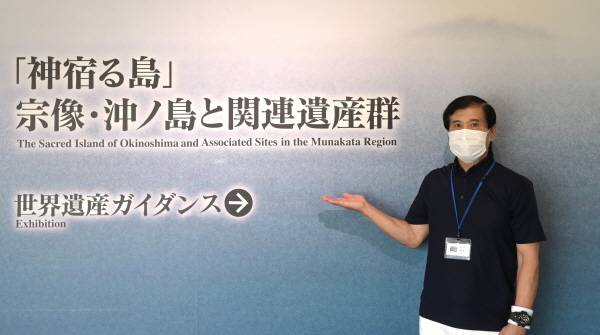 「神宿る島」
宗像・沖ノ島と関連遺産群
The Sacred Island of Okinoshima and Associated Sites in the Munakata Region
世界遺産ガイダンス
Exhibition